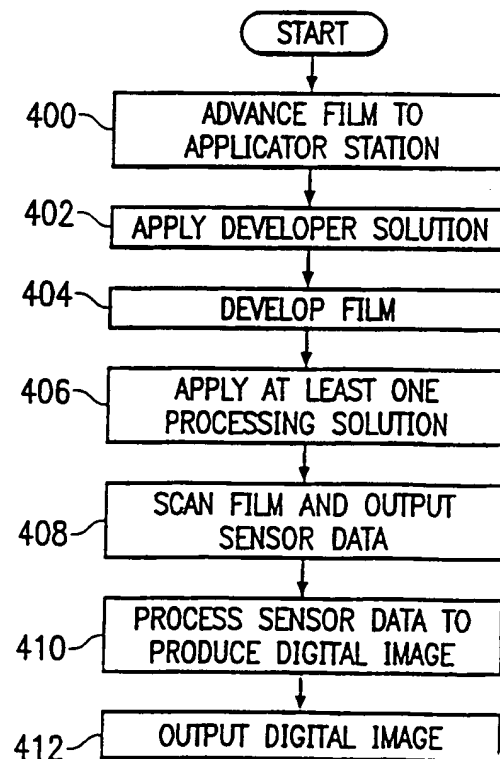 START
400
ADVANCE FILM TO
APPLICATOR STATION
402
APPLY DEVELOPER SOLUTION
404
DEVELOP FILM
406
APPLY AT LEAST ONE
PROCESSING SOLUTION
408
SCAN FILM AND OUTPUT
SENSOR DATA
410
PROCESS SENSOR DATA TO
PRODUCE DIGITAL IMAGE
412
OUTPUT DIGITAL IMAGE